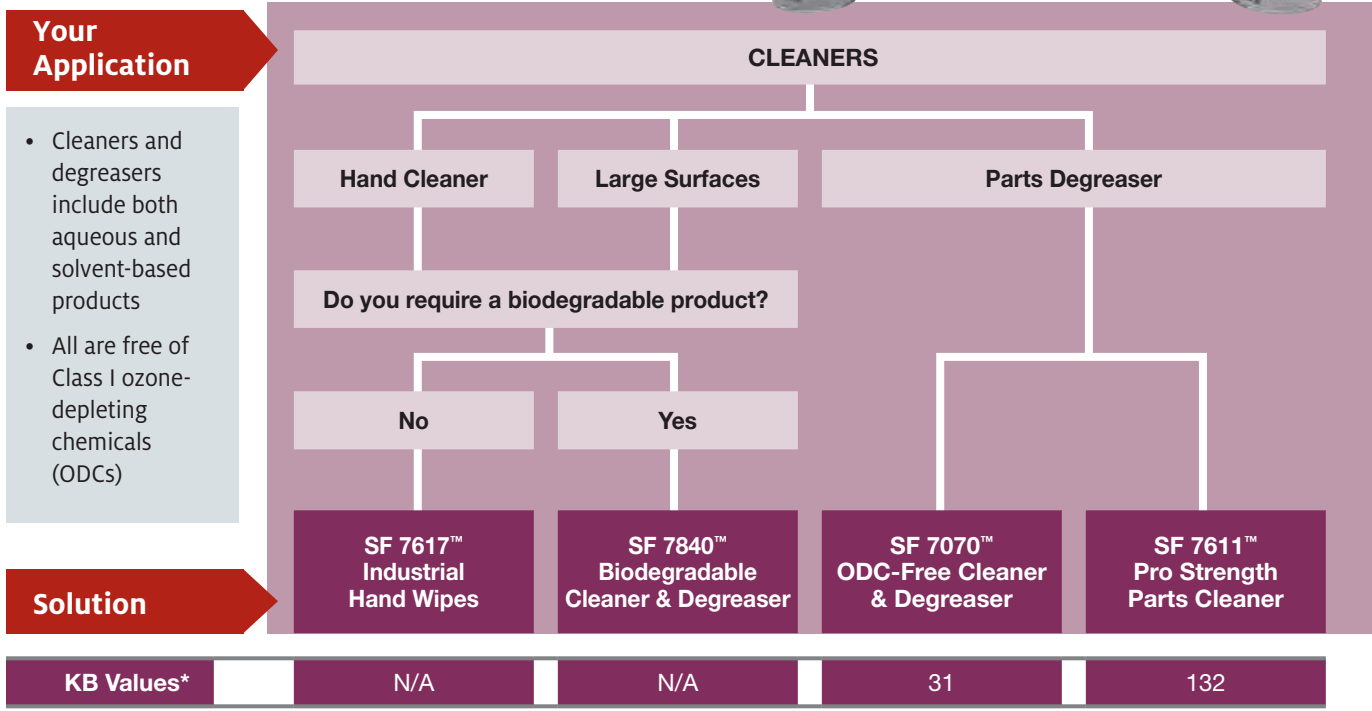 Your
Application
CLEANERS
• Cleaners and
degreasers
include both
aqueous and
solvent-based
products
• All are free of
Class I ozone-
depleting
chemicals
(ODCs)
Hand Cleaner
Large Surfaces
Parts Degreaser
Do you require a biodegradable product?
No
Yes
Solution
SF 7617™
Industrial
Hand Wipes
SF 7840™
Biodegradable
Cleaner & Degreaser
SF 7070™
ODC-Free Cleaner
& Degreaser
SF 7611™
Pro Strength
Parts Cleaner
KB Values* N/A N/A 31 132